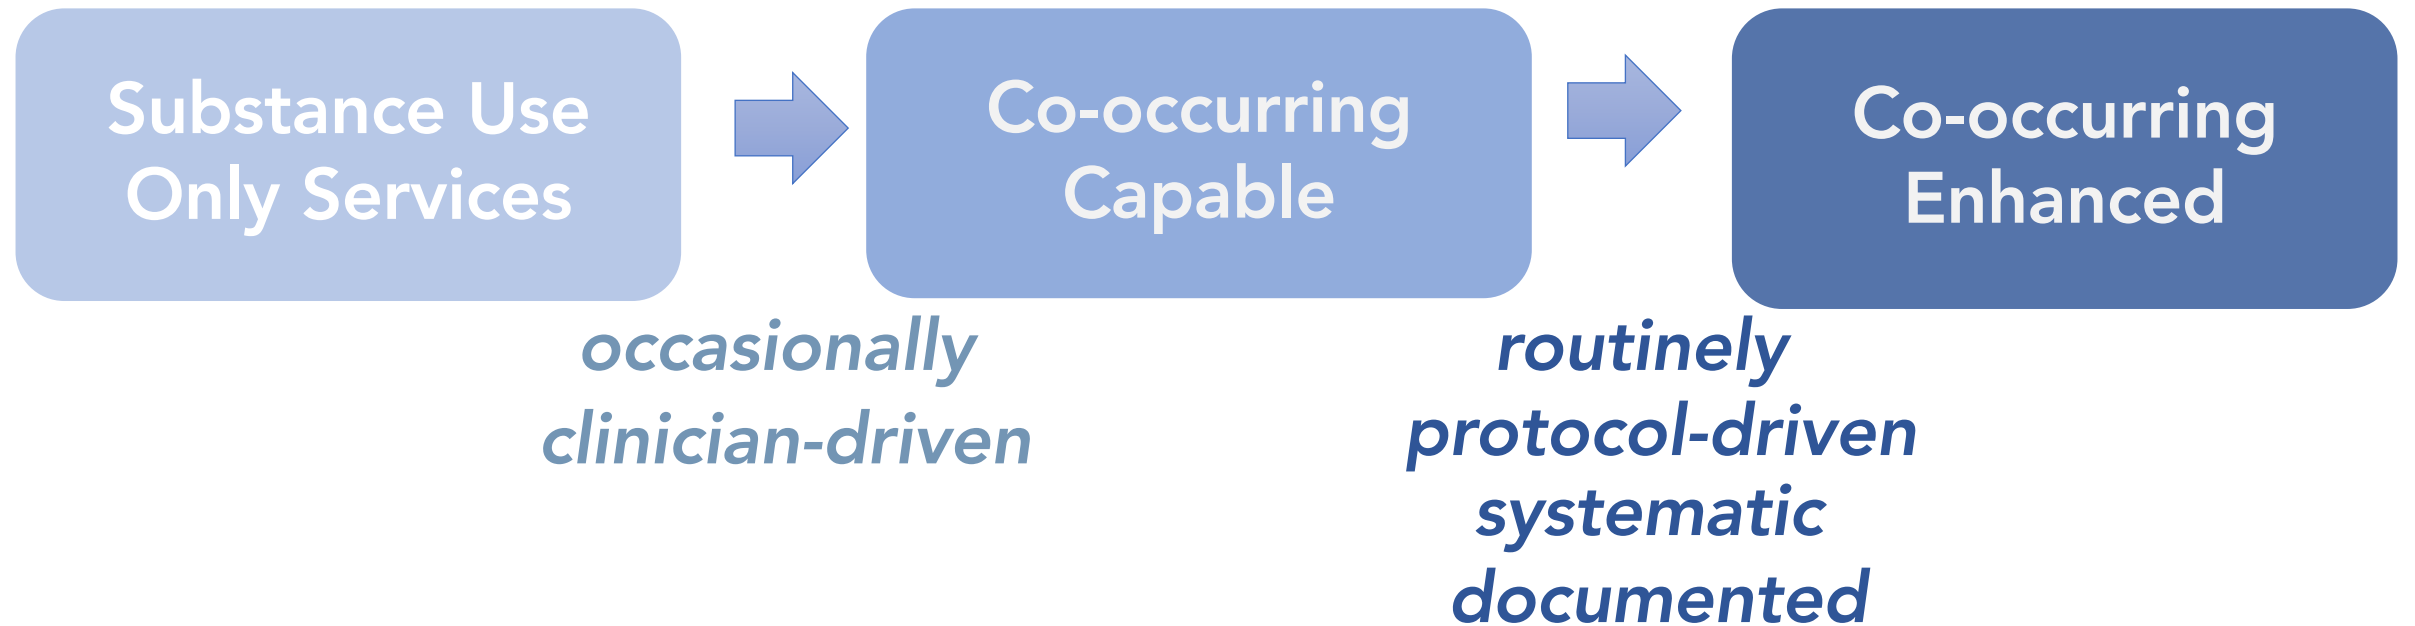 Substance Use
Only Services
Co-occurring
Capable
Co-occurring
Enhanced
occasionally
clinician-driven
routinely
protocol-driven
systematic
documented